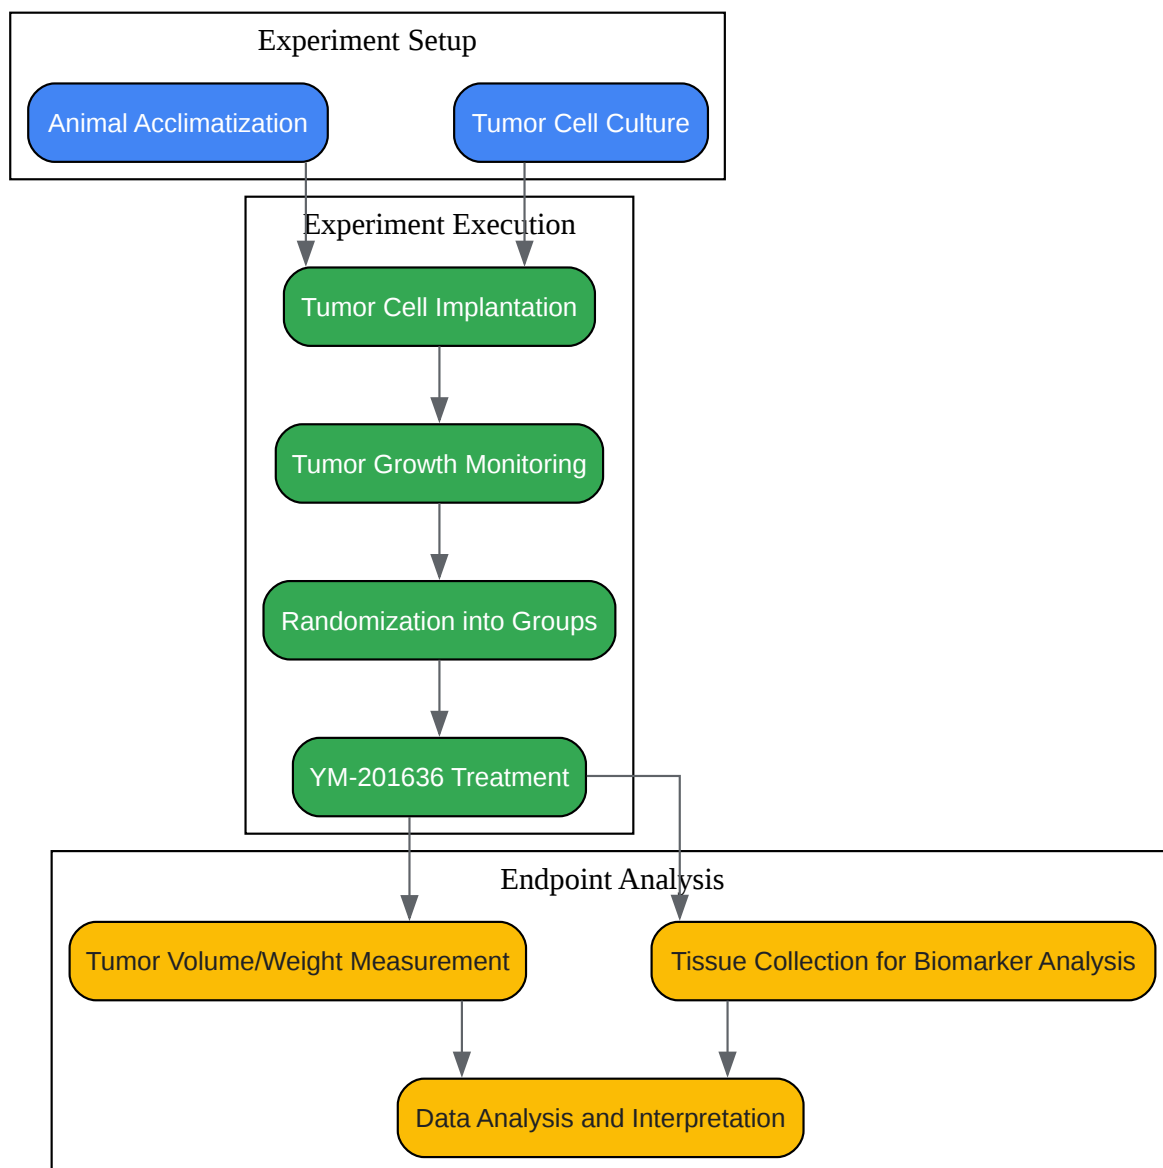 Experiment Setup
Animal Acclimatization
Tumor Cell Culture
Experiment Execution
Tumor Cell Implantation
Tumor Growth Monitoring
Randomization into Groups
YM-201636 Treatment
Endpoint Analysis
Tumor Volume/Weight Measurement
Tissue Collection for Biomarker Analysis
Data Analysis and Interpretation